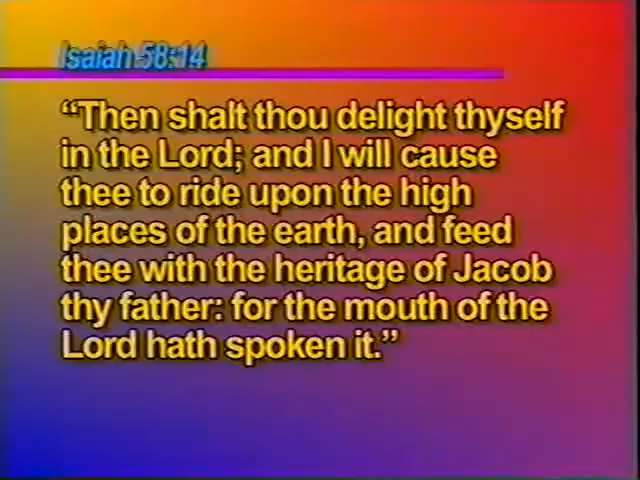 Isaiah 58:14
“Then shalt thou delight thyself
in the Lord; and I will cause
thee to ride upon the high
places of the earth, and feed
thee with the heritage of Jacob
thy father: for the mouth of the
Lord hath spoken it.”